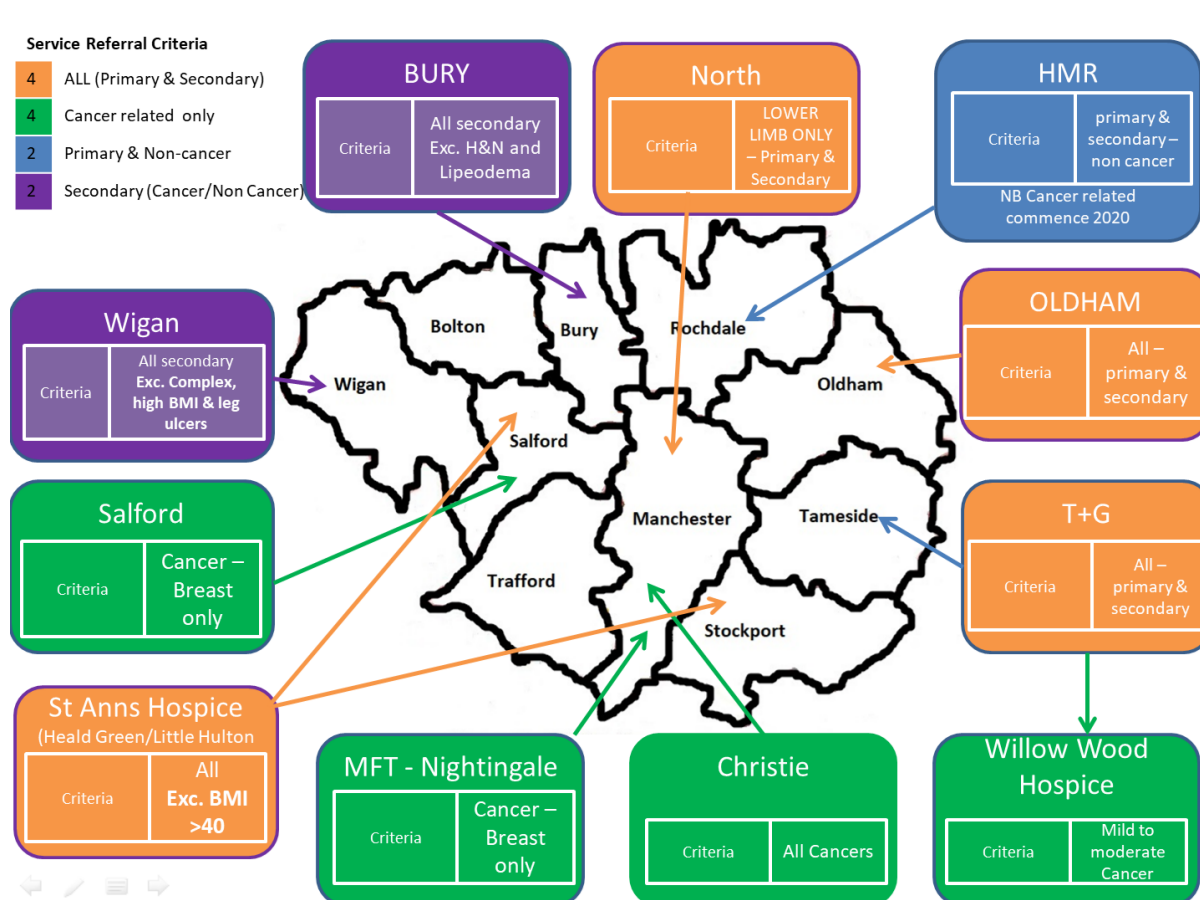 Service Referral Criteria
4 ALL (Primary & Secondary)
4 Cancer related only
2 Primary & Non-cancer
2 Secondary (Cancer/Non Cancer)
BURY
Criteria
All secondary
Exc. H&N and
Lipeodema
North
Criteria
LOWER
LIMB ONLY
– Primary &
Secondary
HMR
Criteria
primary &
secondary –
non cancer
NB Cancer related
commence 2020
Wigan
Criteria
All secondary
Exc. Complex,
high BMI & leg
ulcers
OLDHAM
Criteria
All –
primary &
secondary
Bolton
Bury
Rochdale
Wigan
Oldham
Salford
Manchester
Tameside
Trafford
Stockport
Salford
Criteria
Cancer –
Breast
only
T+G
Criteria
All –
primary &
secondary
St Anns Hospice
(Heald Green/Little Hulton
Criteria
All
Exc. BMI
>40
MFT - Nightingale
Criteria
Cancer –
Breast
only
Christie
Criteria
All Cancers
Willow Wood
Hospice
Criteria
Mild to
moderate
Cancer